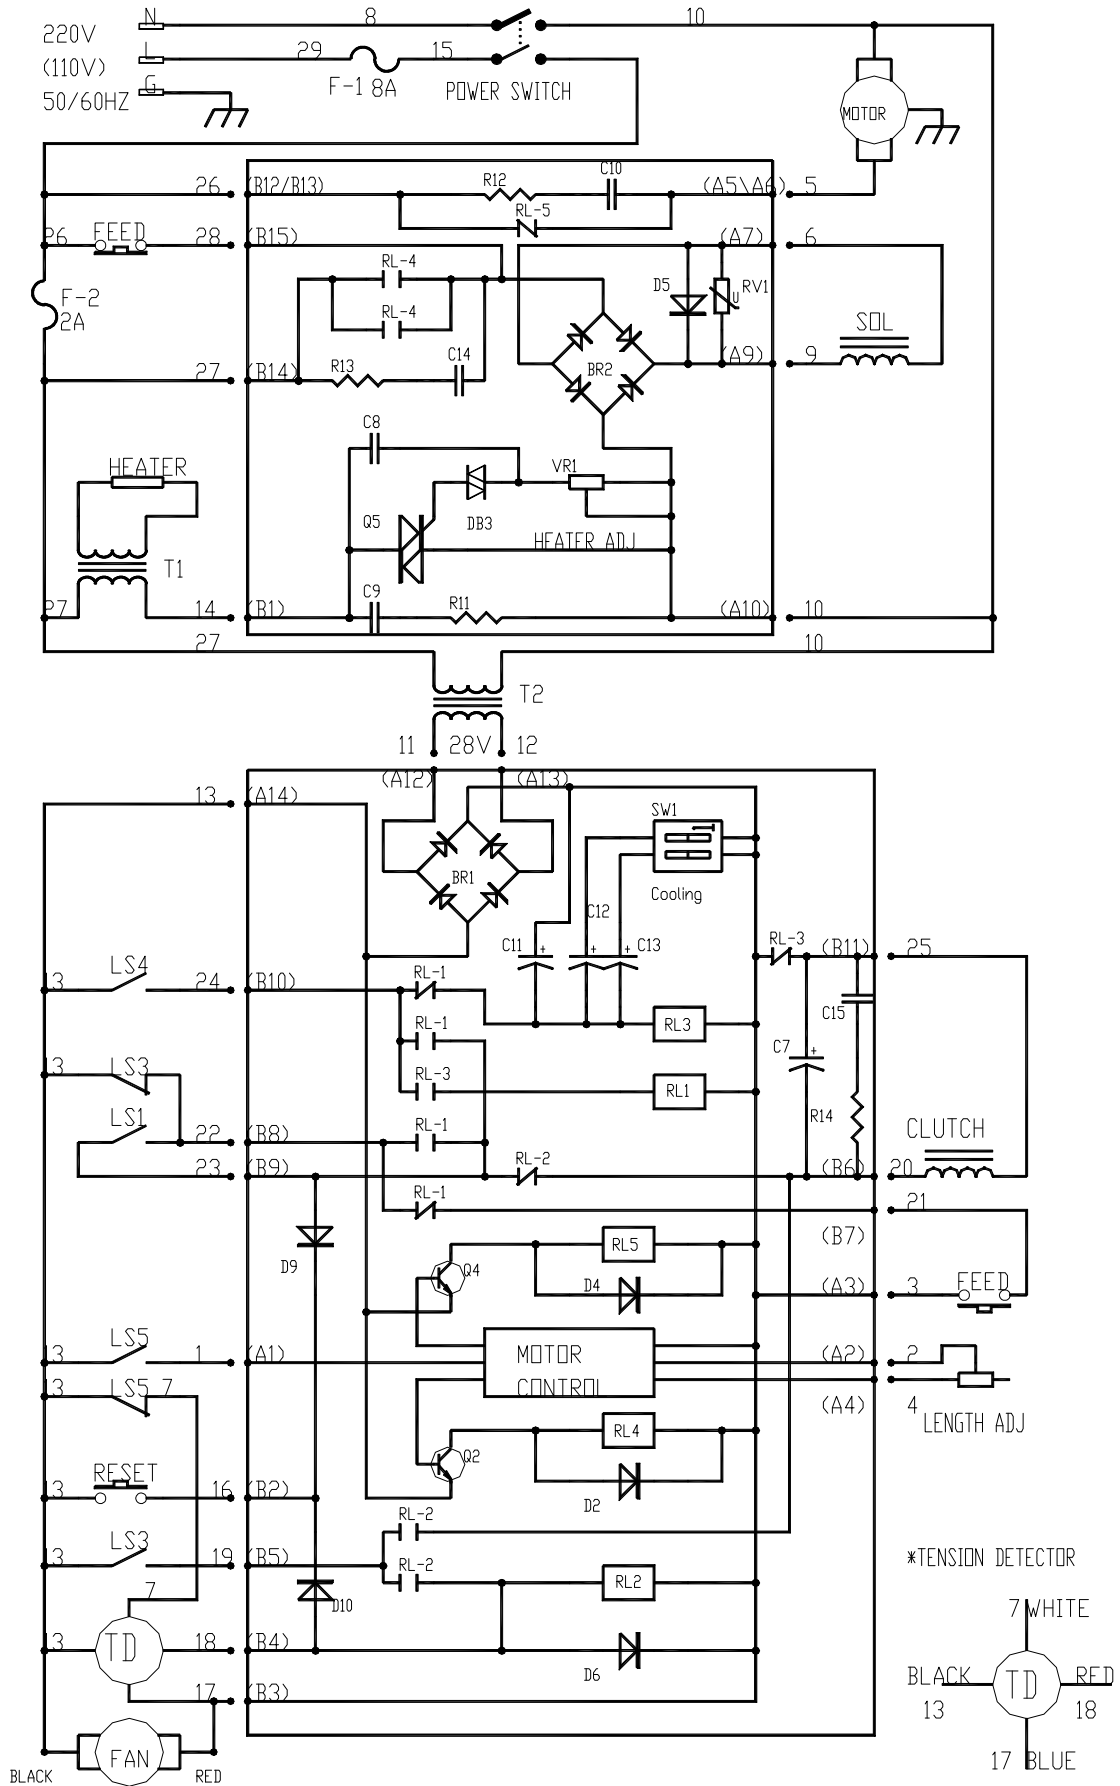 N 8 10
220V
L 29 15
(110V)
G F-1 8A POWER SWITCH
50/60HZ
MOTOR
26 (B12/B13) R12 C10 (A5\A6) 5
RL-5
26 FEED 28 (B15) (A7) 6
RL-4
D5 RV1
U
F-2
2A
RL-4
SOL
27 (B14) R13 C14 BR2 (A9) 9
C8
HEATER VR1
Q5 DB3
HEATER ADJ
T1
27 14 (B1) C9 R11 (A10) 10
27 10
T2
11 28V 12
(A12) (A13)
13 (A14)
SW1
BR1
Cooling
C12
C11 + + + C13 RL-3 (B11) 25
LS4 RL-1
13 24 (B10)
C15
RL-1 RL3
C7 +
13 LS3 RL-3 RL1
LS1 RL-1 R14
22 (B8) CLUTCH
23 (B9) RL-2 (B6) 20
RL-1 21
(B7)
RL5
D9 Q4
D4 (A3) 3 FEED
LS5
13 1 (A1) MOTOR (A2) 2
CONTROL
13 LS5 7 (A4) 4
LENGTH ADJ
RL4
Q2
RESET
13 16 (B2) D2
RL-2
LS3
13 19 (B5) RL-2
*TENSION DETECTOR
RL2
7 D10
7 WHITE
13 TD 18 (B4)
D6
BLACK TD RED
13 18
17 (B3)
FAN
17 BLUE
BLACK RED